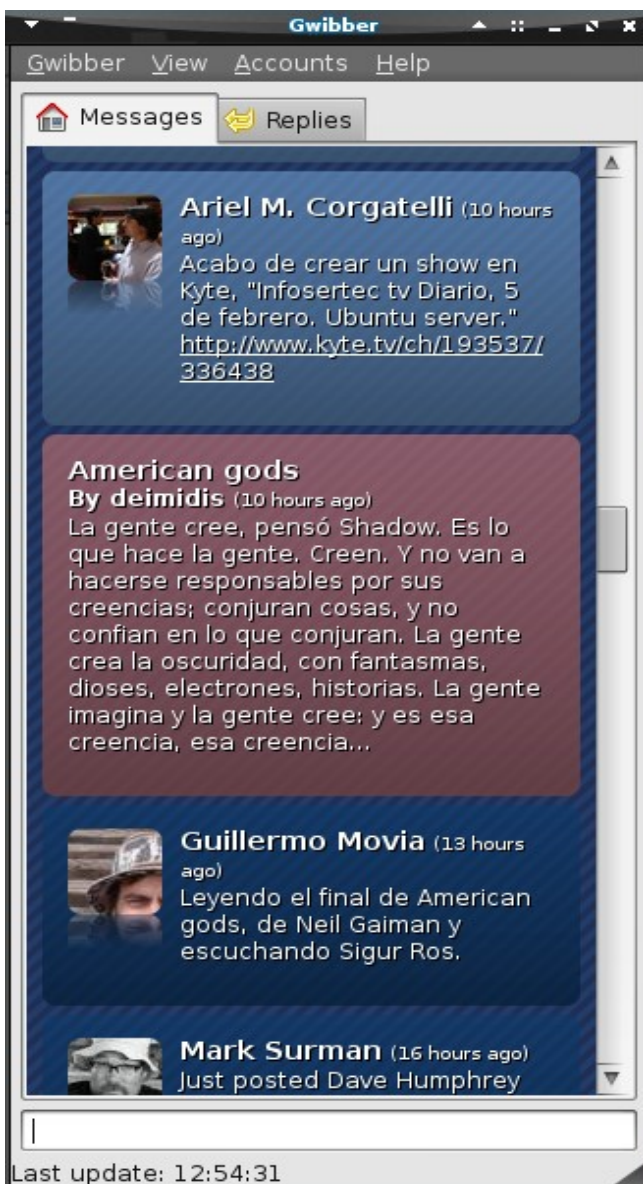 Gwibber
Gwibber View Accounts Help
Messages Replies
Ariel M. Corgatelli (10 hours
ago)
Acabo de crear un show en
Kyte, "Infosertec tv Diario, 5
de febrero. Ubuntu server."
http://www.kyte.tv/ch/193537/
336438
American gods
By deimidis (10 hours ago)
La gente cree, pensó Shadow. Es lo
que hace la gente. Creen. Y no van a
hacerse responsables por sus
creencias; conjuran cosas, y no
confian en lo que conjuran. La gente
crea la oscuridad, con fantasmas,
dioses, electrones, historias. La gente
imagina y la gente cree: y es esa
creencia, esa creencia...
Guillermo Movia (13 hours
ago)
Leyendo el final de American
gods, de Neil Gaiman y
escuchando Sigur Ros.
Mark Surman (16 hours ago)
Just posted Dave Humphrey
Last update: 12:54:31